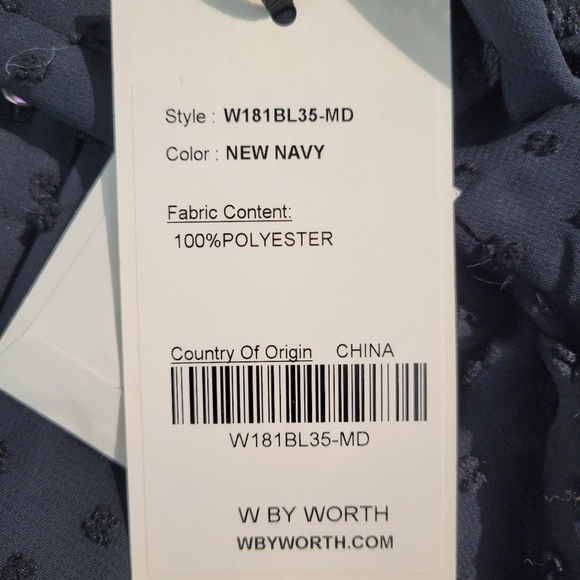 Style : W181BL35-MD
Color : NEW NAVY
Fabric Content:
100%POLYESTER
Country Of Origin CHINA
W181BL35-MD
W BY WORTH
WBYWORTH.COM